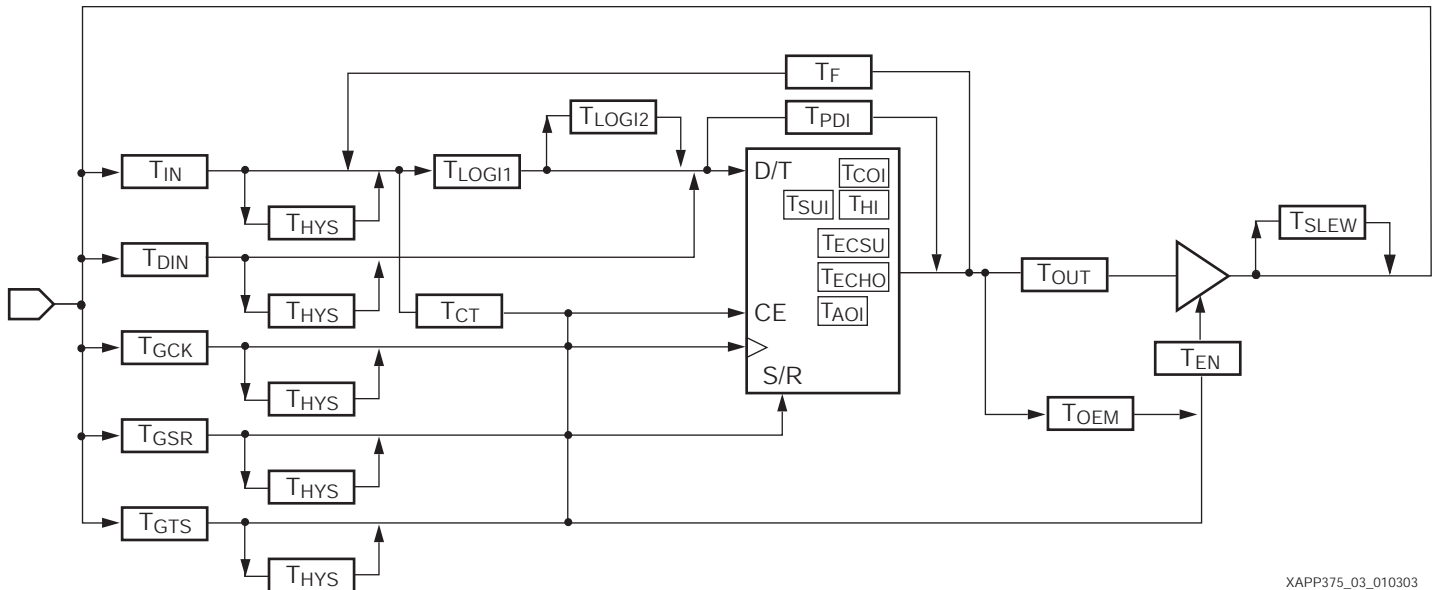 TF
TLOGI2
TPDI
TIN
TLOGI1
D/T
TCOI
THYS
TSUI
THI
TSLEW
TDIN
TECSU
TECHO
TOUT
THYS
TCT
CE
TAOI
TGCK
TEN
THYS
S/R
TOEM
TGSR
THYS
TGTS
THYS
XAPP375_03_010303